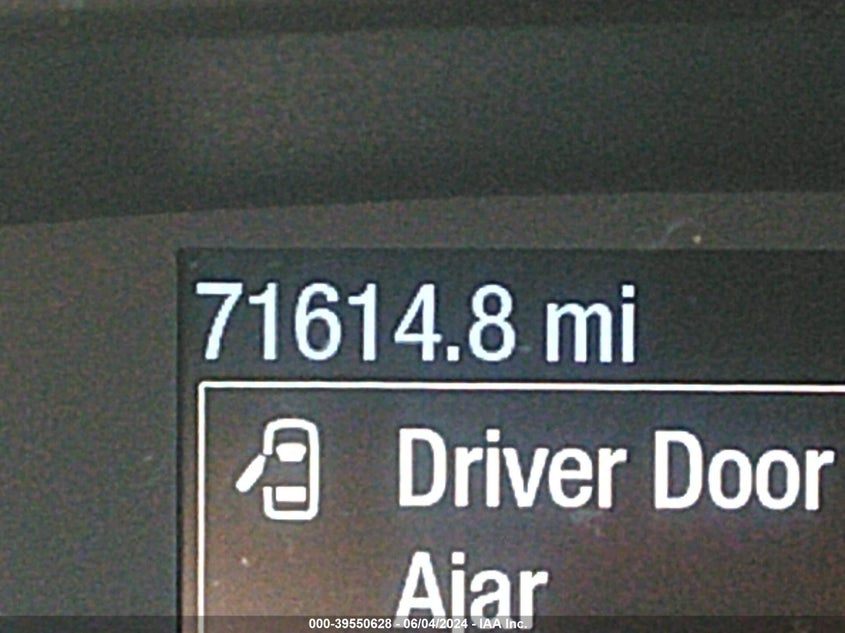 71614.8 mi
Driver Door
Ajar
000-39550628 - 06/04/2024 - IAA Inc.